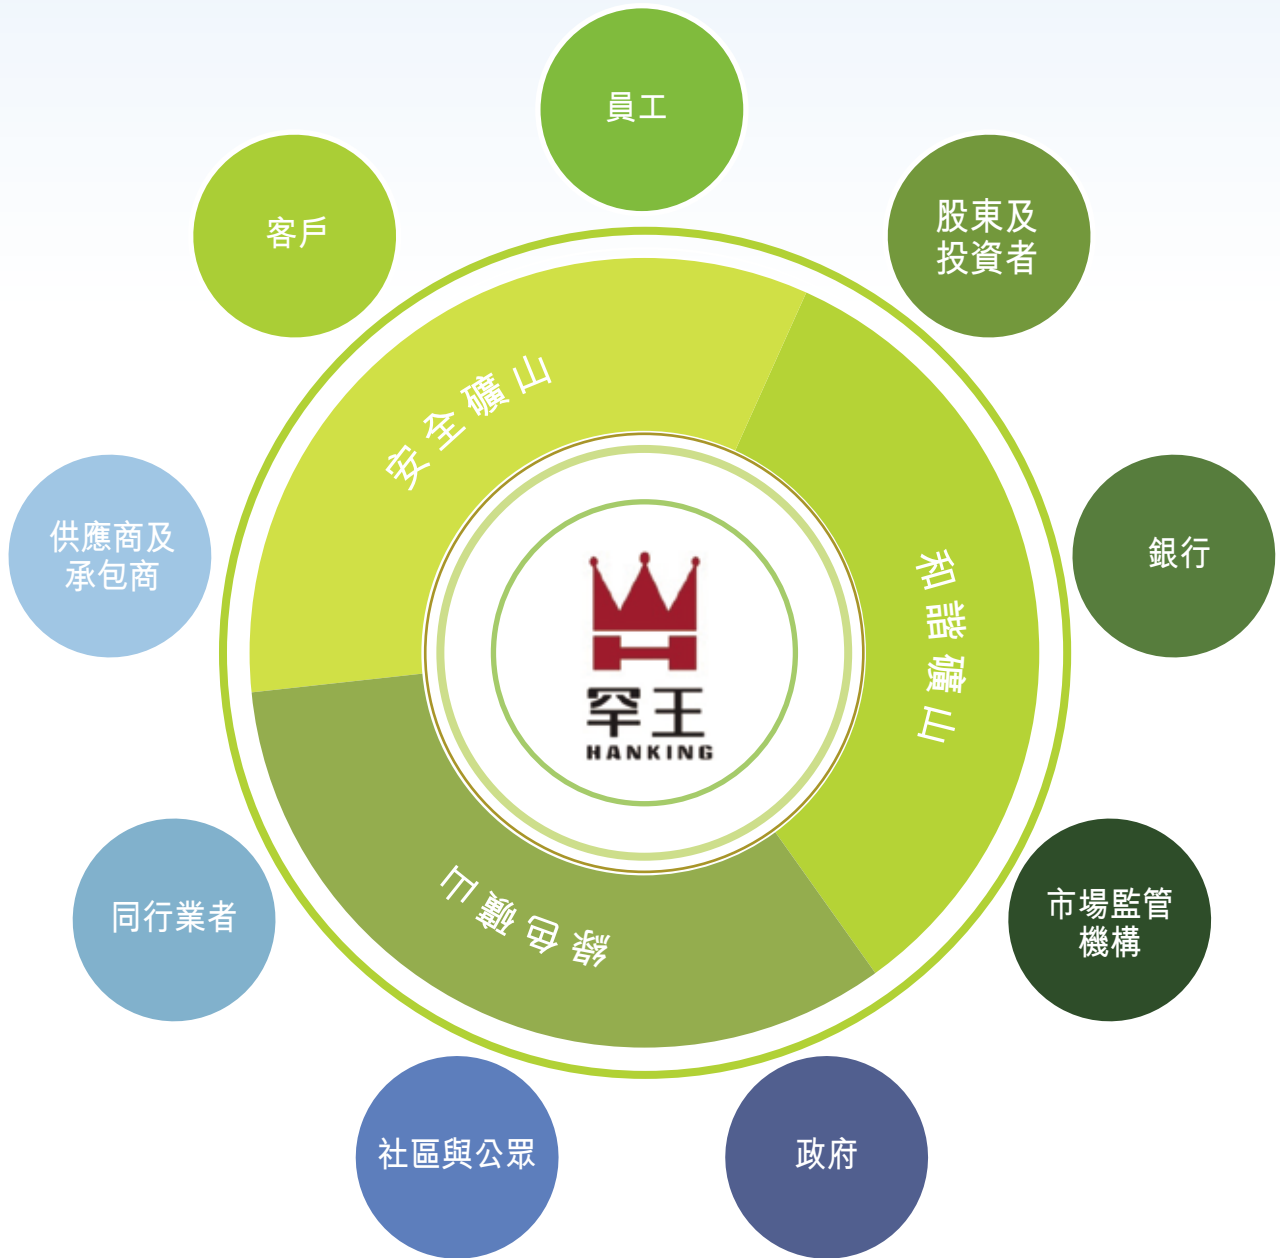 員工
股東及
投資者
銀行
市場監管
機構
政府
社區與公眾
同行業者
供應商及
承包商
客戶
安全礦山
和諧礦山
綠色礦山
罕王
HANKING